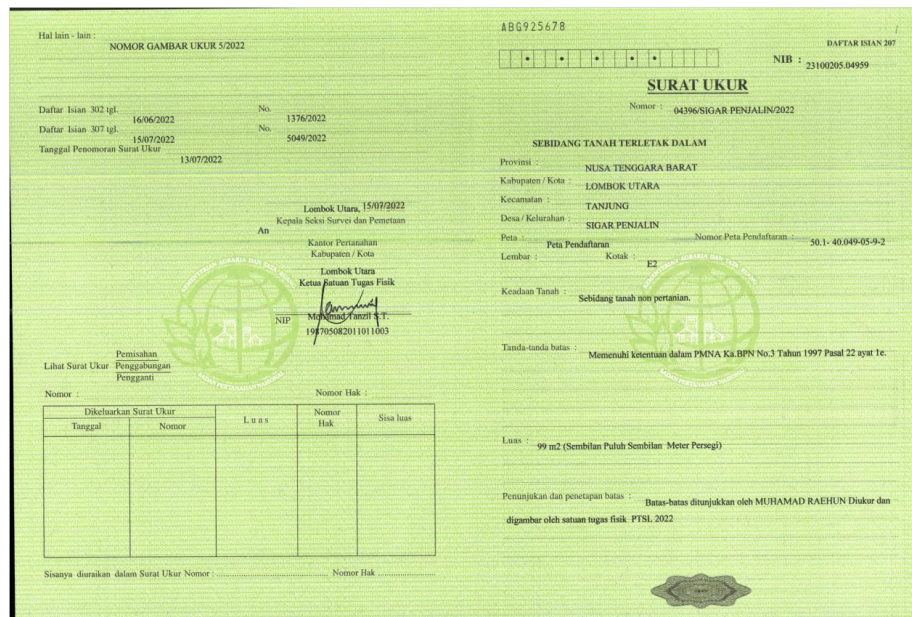 Hal lain - lain :
NOMOR GAMBAR UKUR 5/2022
Daftar Isian 302 tgl. 16/06/2022 No. 1376/2022
Daftar Isian 307 tgl. 15/07/2022 No. 5049/2022
Tanggal Penomoran Surat Ukur 13/07/2022
Lombok Utara, 15/07/2022
Kepala Seksi Survei dan Pemetaan
An
Kantor Pertanahan
Kabupaten / Kota
Lombok Utara
Ketua Satuan Tugas Fisik
Mohamad Tanzil S.T.
NIP 198705082011011003
Lihat Surat Ukur
Pemisahan
Penggabungan
Pengganti
Nomor : Nomor Hak :
Dikeluarkan Surat Ukur
Tanggal Nomor Luas Nomor Hak Sisa luas
Sisanya diuraikan dalam Surat Ukur Nomor : Nomor Hak
ABG925678
DAFTAR ISIAN 207
NIB : 23100205.04959
SURAT UKUR
Nomor : 04396/SIGAR PENJALIN/2022
SEBIDANG TANAH TERLETAK DALAM
Provinsi : NUSA TENGGARA BARAT
Kabupaten / Kota : LOMBOK UTARA
Kecamatan : TANJUNG
Desa / Kelurahan : SIGAR PENJALIN
Peta : Peta Pendaftaran Nomor Peta Pendaftaran : 50.1- 40.049-05-9-2
Lembar : Kotak : E2
Keadaan Tanah : Sebidang tanah non pertanian.
Tanda-tanda batas : Memenuhi ketentuan dalam PMNA Ka.BPN No.3 Tahun 1997 Pasal 22 ayat 1e.
Luas : 99 m2 (Sembilan Puluh Sembilan Meter Persegi)
Penunjukan dan penetapan batas : Batas-batas ditunjukkan oleh MUHAMAD RAEHUN Diukur dan
digambar oleh satuan tugas fisik PTSL 2022